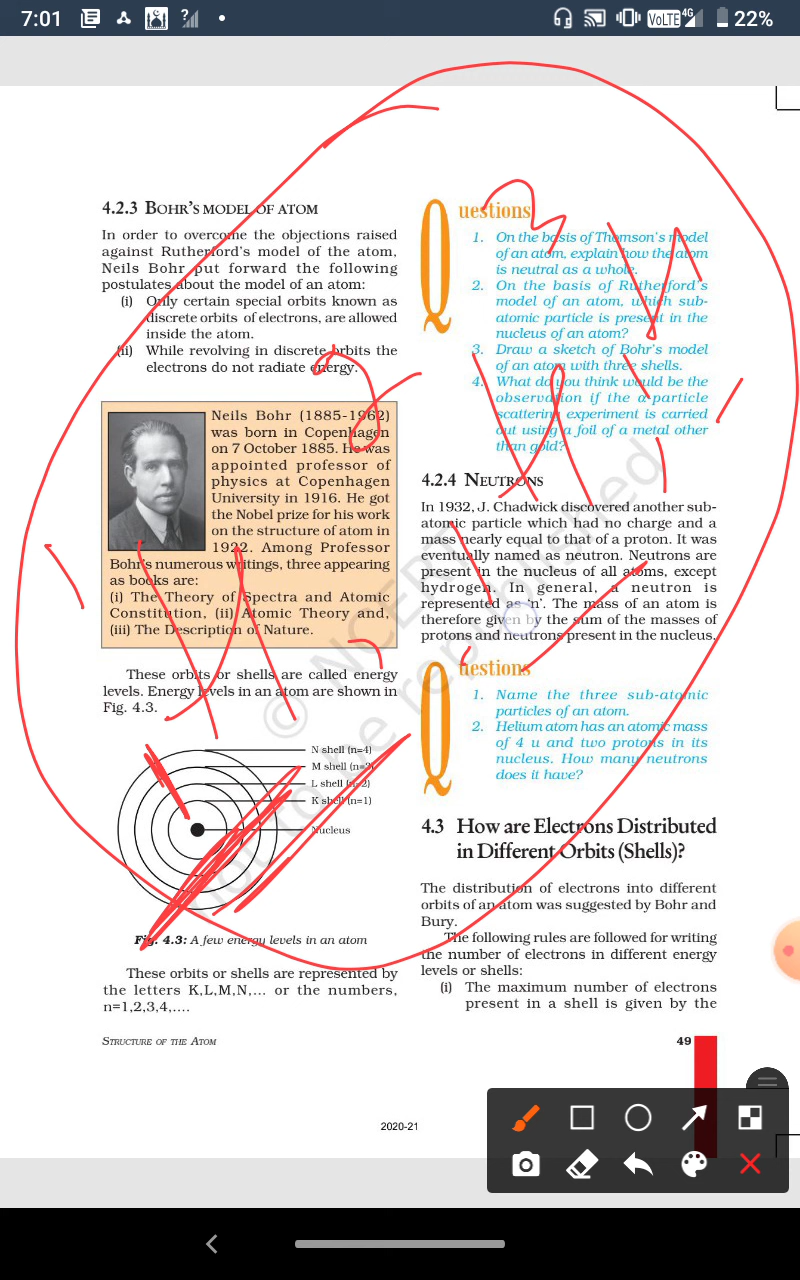 7:01
?
VoLTE 4G 22%
4.2.3 BOHR'S MODEL OF ATOM
In order to overcome the objections raised
against Rutherford's model of the atom,
Neils Bohr put forward the following
postulates about the model of an atom:
(i) Only certain special orbits known as
discrete orbits of electrons, are allowed
inside the atom.
(ii) While revolving in discrete orbits the
electrons do not radiate energy.
Neils Bohr (1885-1962)
was born in Copenhagen
on 7 October 1885. He was
appointed professor of
physics at Copenhagen
University in 1916. He got
the Nobel prize for his work
on the structure of atom in
1922. Among Professor
Bohr's numerous writings, three appearing
as books are:
(i) The Theory of Spectra and Atomic
Constitution, (ii) Atomic Theory and,
(iii) The Description of Nature.
These orbits or shells are called energy
levels. Energy levels in an atom are shown in
Fig. 4.3.
N shell (n=4)
M shell (n=3)
L shell (n=2)
K shell (n=1)
Nucleus
Fig. 4.3: A few energy levels in an atom
These orbits or shells are represented by
the letters K,L,M,N,... or the numbers,
n=1,2,3,4,....
Questions
1. On the basis of Thomson's model
of an atom, explain how the atom
is neutral as a whole.
2. On the basis of Rutherford's
model of an atom, which sub-
atomic particle is present in the
nucleus of an atom?
3. Draw a sketch of Bohr's model
of an atom with three shells.
4. What do you think would be the
observation if the α-particle
scattering experiment is carried
out using a foil of a metal other
than gold?
4.2.4 NEUTRONS
In 1932, J. Chadwick discovered another sub-
atomic particle which had no charge and a
mass nearly equal to that of a proton. It was
eventually named as neutron. Neutrons are
present in the nucleus of all atoms, except
hydrogen. In general, a neutron is
represented as 'n'. The mass of an atom is
therefore given by the sum of the masses of
protons and neutrons present in the nucleus.
Questions
1. Name the three sub-atomic
particles of an atom.
2. Helium atom has an atomic mass
of 4 u and two protons in its
nucleus. How many neutrons
does it have?
4.3 How are Electrons Distributed
in Different Orbits (Shells)?
The distribution of electrons into different
orbits of an atom was suggested by Bohr and
Bury.
The following rules are followed for writing
the number of electrons in different energy
levels or shells:
(i) The maximum number of electrons
present in a shell is given by the
© NCERT
not to be republished
STRUCTURE OF THE ATOM
49
2020-21